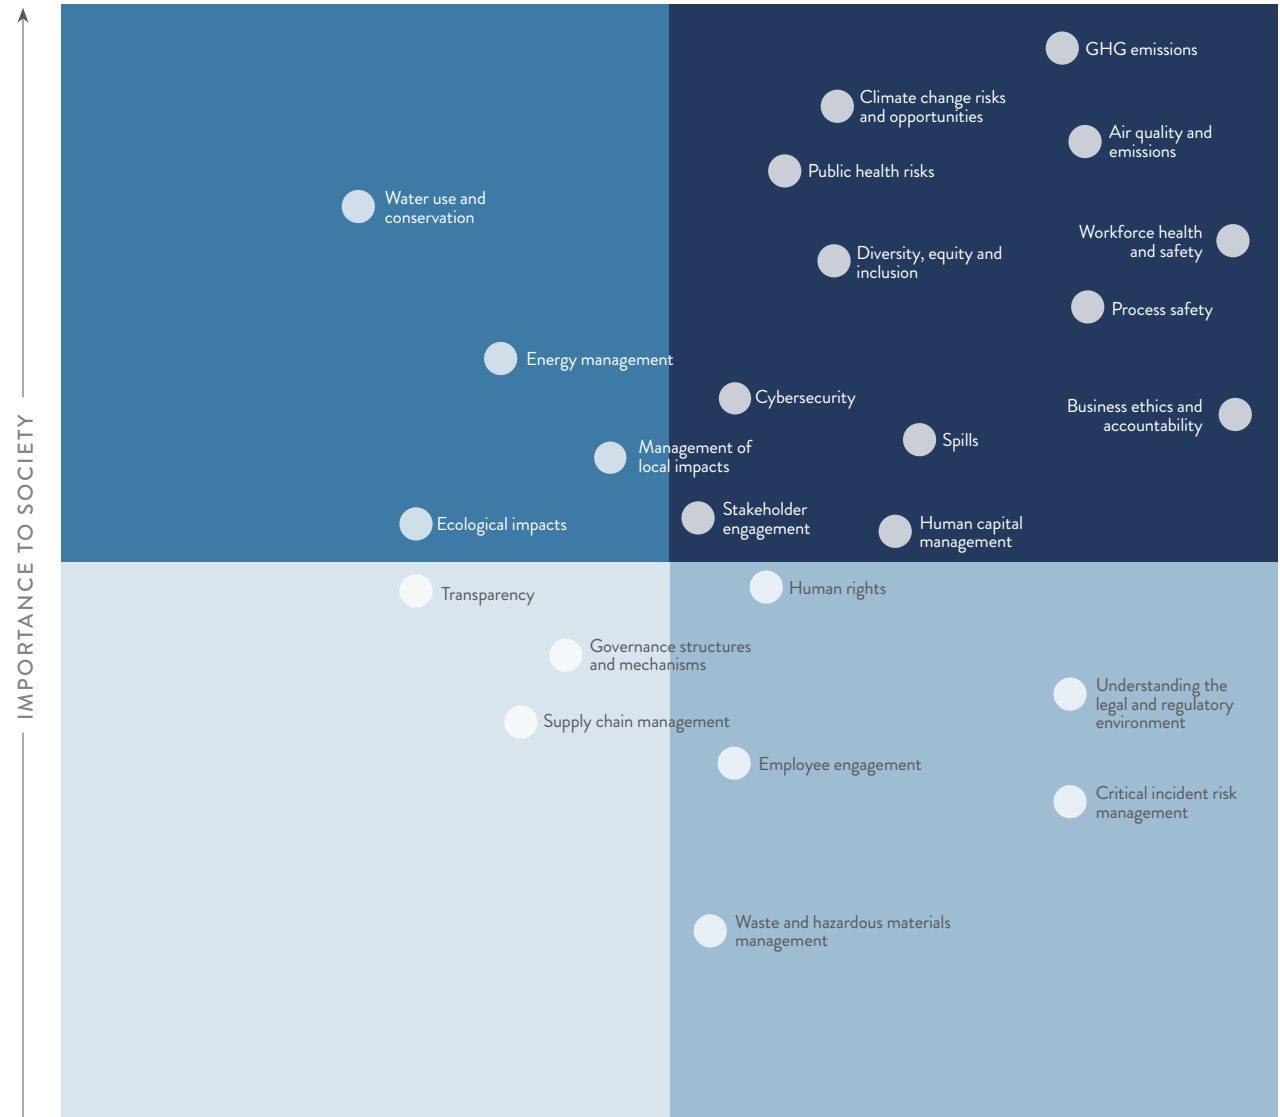 IMPORTANCE TO SOCIETY
GHG emissions
Climate change risks
and opportunities
Air quality and
emissions
Public health risks
Water use and
conservation
Workforce health
and safety
Diversity, equity and
inclusion
Process safety
Energy management
Cybersecurity
Business ethics and
accountability
Spills
Management of
local impacts
Stakeholder
engagement
Human capital
management
Ecological impacts
Transparency
Human rights
Governance structures
and mechanisms
Understanding the
legal and regulatory
environment
Supply chain management
Employee engagement
Critical incident risk
management
Waste and hazardous materials
management